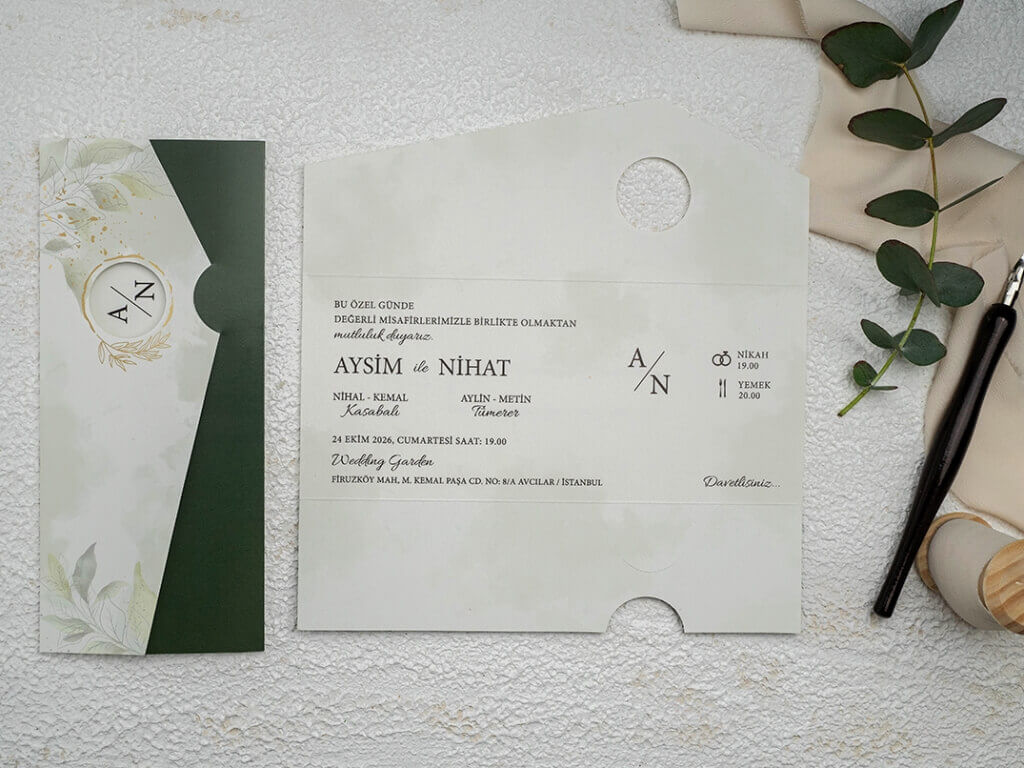 A/N
BU ÖZEL GÜNDE
DEĞERLİ MİSAFİRLERİMİZLE BİRLİKTE OLMAKTAN
mutluluk duyarız.
AYSİM ile NİHAT
NİHAL - KEMAL
Kasabalı
AYLİN - METİN
Tümerer
24 EKİM 2026, CUMARTESİ SAAT: 19.00
Wedding Garden
FİRUZKÖY MAH, M. KEMAL PAŞA CD. NO: 8/A AVCILAR / İSTANBUL
A/N
NİKAH
19.00
YEMEK
20.00
Davetlisiniz...